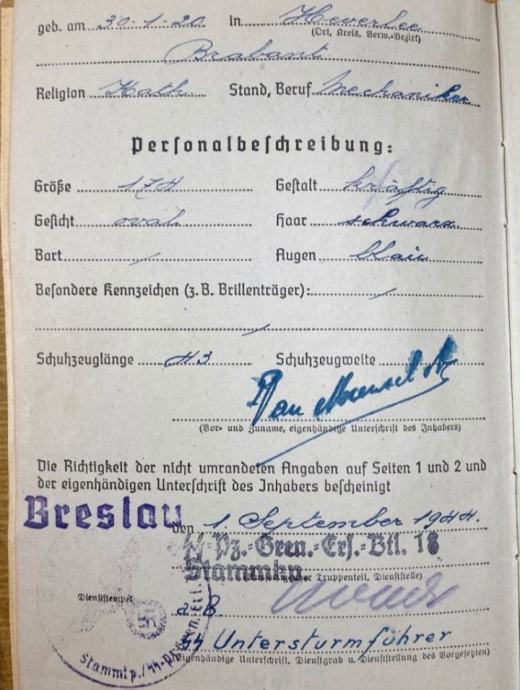 geb. am 30-1-20. in Heverlee
(Ort, Kreis, Verw.-Bezirk)
Brabant
Religion Kath. Stand, Beruf Mechaniker
Personalbeschreibung:
Größe 174 Gestalt kräftig
Gesicht oval Haar schwarz
Bart / Augen blau
Besondere Kennzeichen (z. B. Brillenträger): /
/
Schuhzeuglänge 43 Schuhzeugweite
(Vor- und Zuname, eigenhändige Unterschrift des Inhabers)
Die Richtigkeit der nicht umrandeten Angaben auf Seiten 1 und 2 und
der eigenhändigen Unterschrift des Inhabers bescheinigt
Breslau den 1. September 1944.
SS-Pz.-Gren.-Ers.-Btl. 18
Stammkp.
Truppenteil, Dienststelle)
Dienststempel
SS Untersturmführer
(Eigenhändige Unterschrift, Dienstgrad u. Dienststellung des Vorgesetzten)